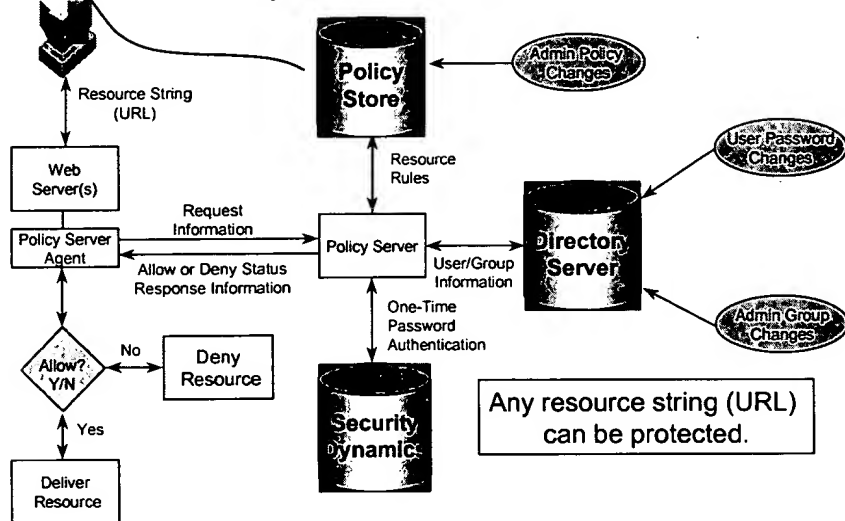 Policy
Store
Admin Policy
Changes
Resource String
(URL)
Web
Server(s)
Resource
Rules
User Password
Changes
Request
Information
Policy Server
Agent
Policy Server
Directory
Server
Allow or Deny Status
Response Information
User/Group
Information
One-Time
Password
Authentication
Admin Group
Changes
Allow?
Y/N
No
Deny
Resource
Security
Dynamic
Any resource string (URL)
can be protected.
Yes
Deliver
Resource